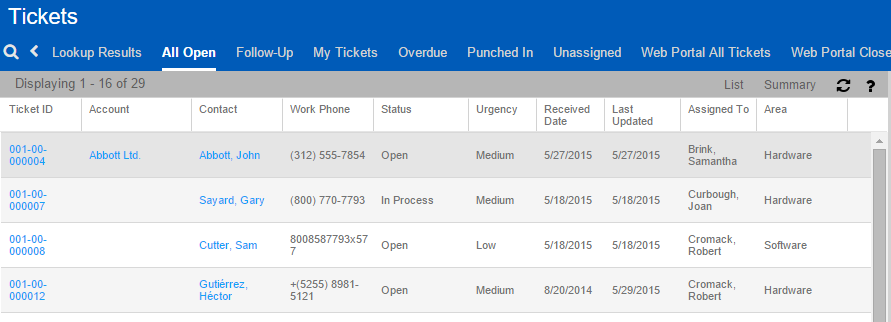 Tickets
Lookup Results All Open Follow-Up My Tickets Overdue Punched In Unassigned Web Portal All Tickets Web Portal Close
Displaying 1 - 16 of 29 List Summary ?
Ticket ID Account Contact Work Phone Status Urgency Received Last Assigned To Area
Date Updated
001-00- Abbott Ltd. Abbott, John (312) 555-7854 Open Medium 5/27/2015 5/27/2015 Brink, Hardware
000004 Samantha
001-00- Sayard, Gary (800) 770-7793 In Process Medium 5/18/2015 5/18/2015 Curbough, Hardware
000007 Joan
001-00- Cutter, Sam 8008587793x57 Open Low 5/18/2015 5/18/2015 Cromack, Software
000008 7 Robert
001-00- Gutiérrez, +(5255) 8981- Open Medium 8/20/2014 5/29/2015 Cromack, Hardware
000012 Héctor 5121 Robert